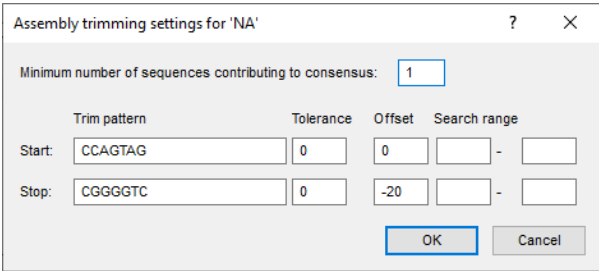 Assembly trimming settings for 'NA' ?
Minimum number of sequences contributing to consensus: 1
Trim pattern Tolerance Offset Search range
Start: CCAGTAG 0 0 -
Stop: CGGGGTC 0 -20 -
OK Cancel